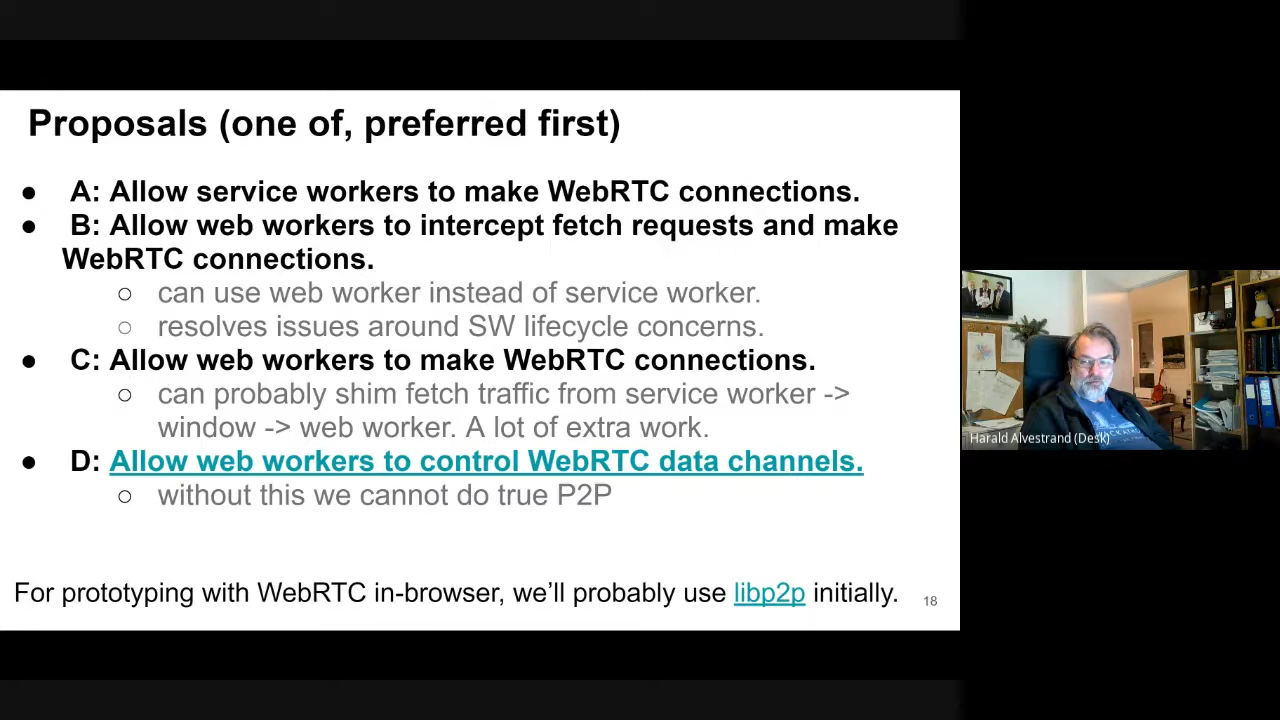 Proposals (one of, preferred first)
● A: Allow service workers to make WebRTC connections.
● B: Allow web workers to intercept fetch requests and make
WebRTC connections.
○ can use web worker instead of service worker.
○ resolves issues around SW lifecycle concerns.
● C: Allow web workers to make WebRTC connections.
○ can probably shim fetch traffic from service worker ->
window -> web worker. A lot of extra work.
● D: Allow web workers to control WebRTC data channels.
○ without this we cannot do true P2P
For prototyping with WebRTC in-browser, we’ll probably use libp2p initially.
18
Harald Alvestrand (Desk)